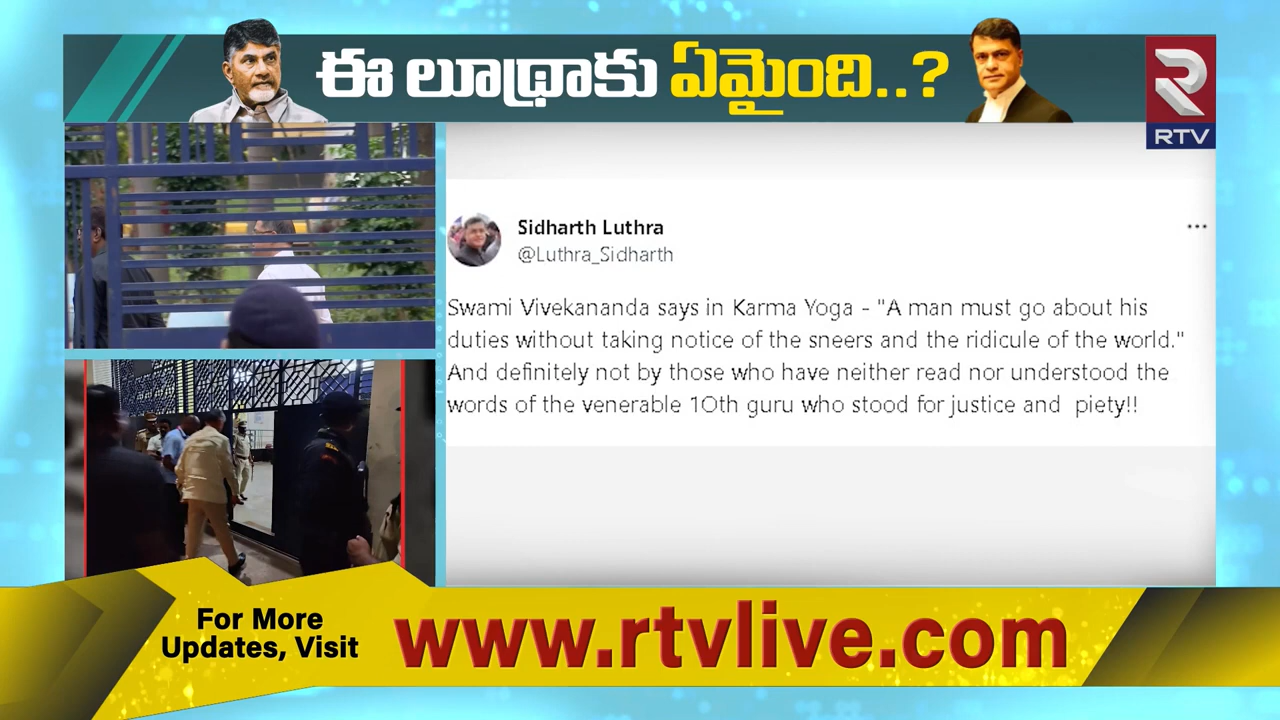 ఈ లూథ్రాకు ఏమైంది..?
RTV
Sidharth Luthra
@Luthra_Sidharth
Swami Vivekananda says in Karma Yoga - "A man must go about his
duties without taking notice of the sneers and the ridicule of the world."
And definitely not by those who have neither read nor understood the
words of the venerable 10th guru who stood for justice and piety!!
For More
Updates, Visit
www.rtvlive.com